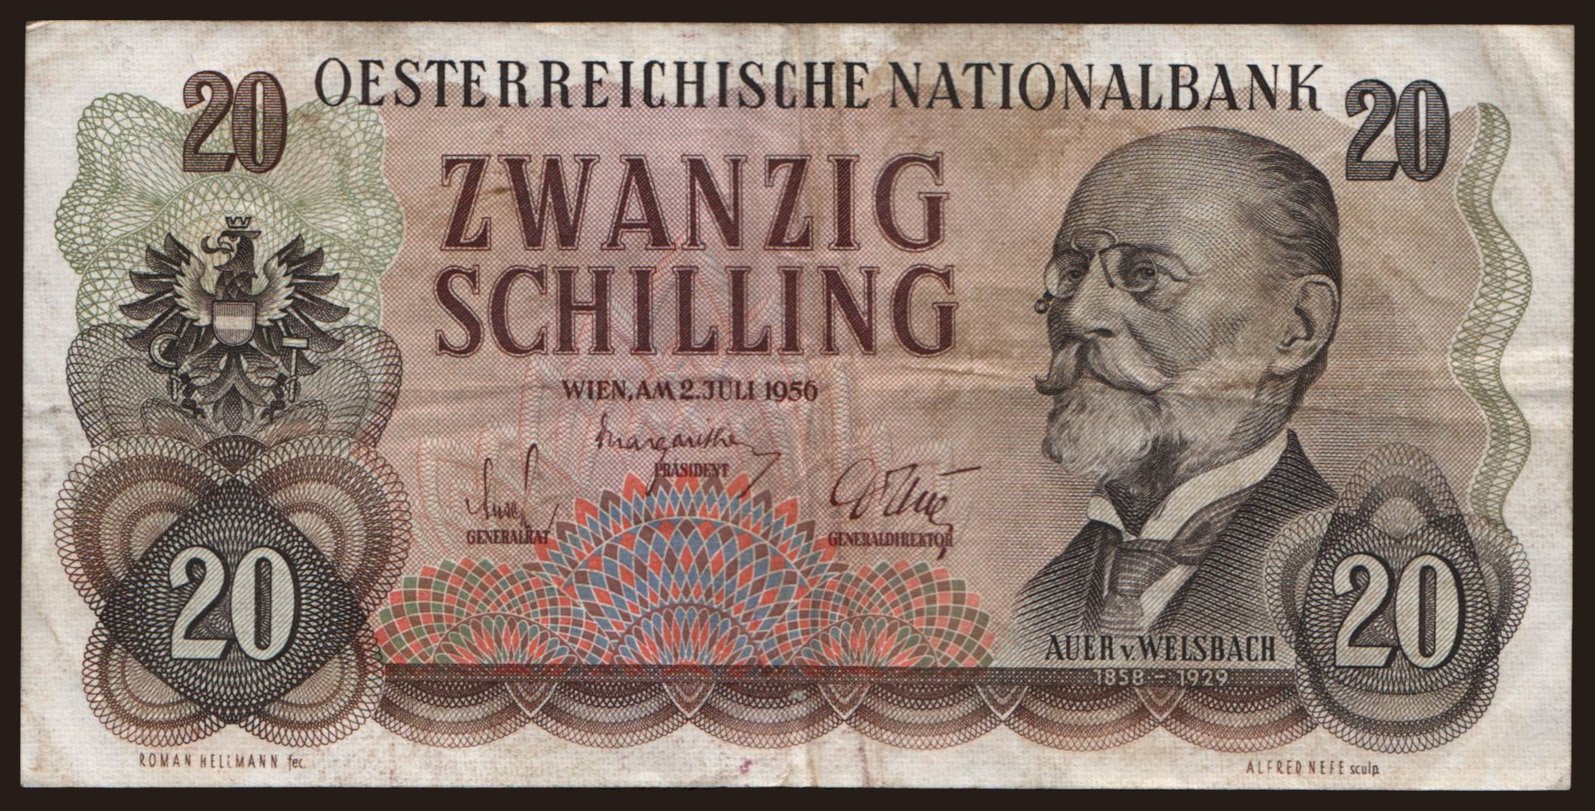 20
OESTERREICHISCHE NATIONALBANK
20
ZWANZIG
SCHILLING
WIEN, AM 2. JULI 1956
PRÄSIDENT
GENERALRAT
GENERALDIREKTOR
20
20
AUER v. WELSBACH
1858 – 1929
ROMAN HELLMANN fec.
ALFRED NEFE sculp.